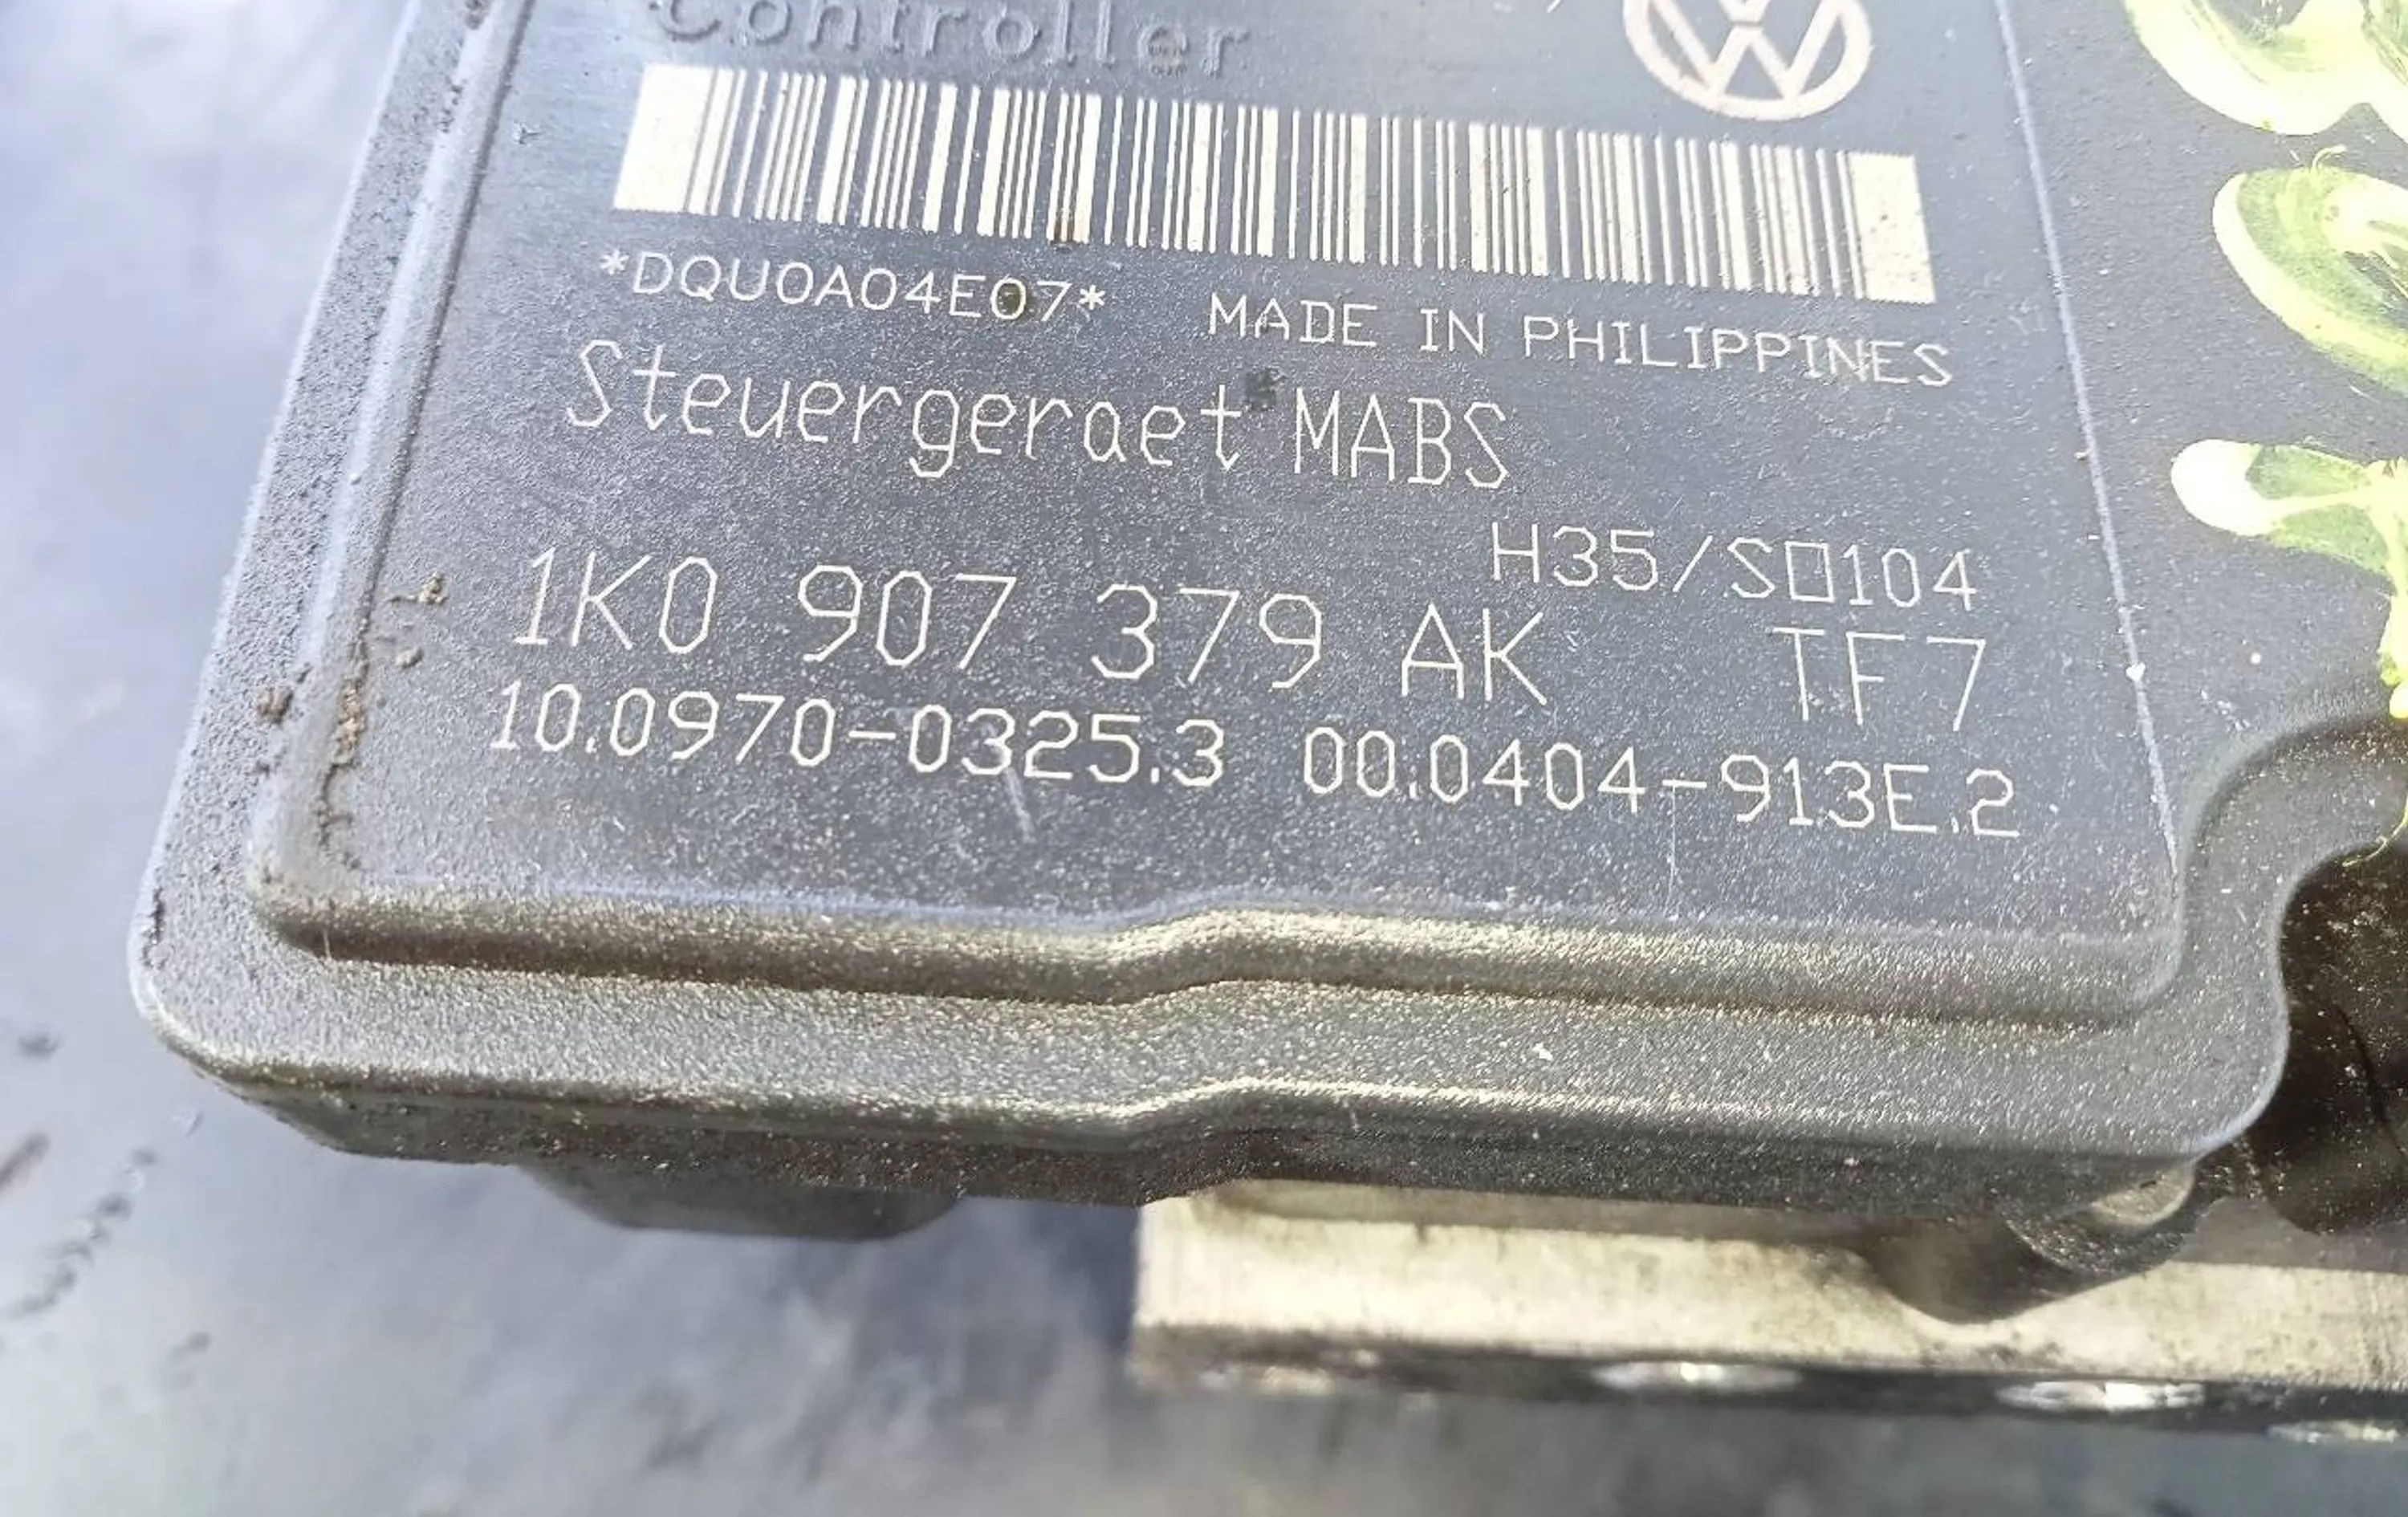 Controller
*DQU0A04E07* MADE IN PHILIPPINES
Steuergeraet MABS
H35/S□104
1K0 907 379 AK TF7
10.0970-0325.3 00.0404-913E.2